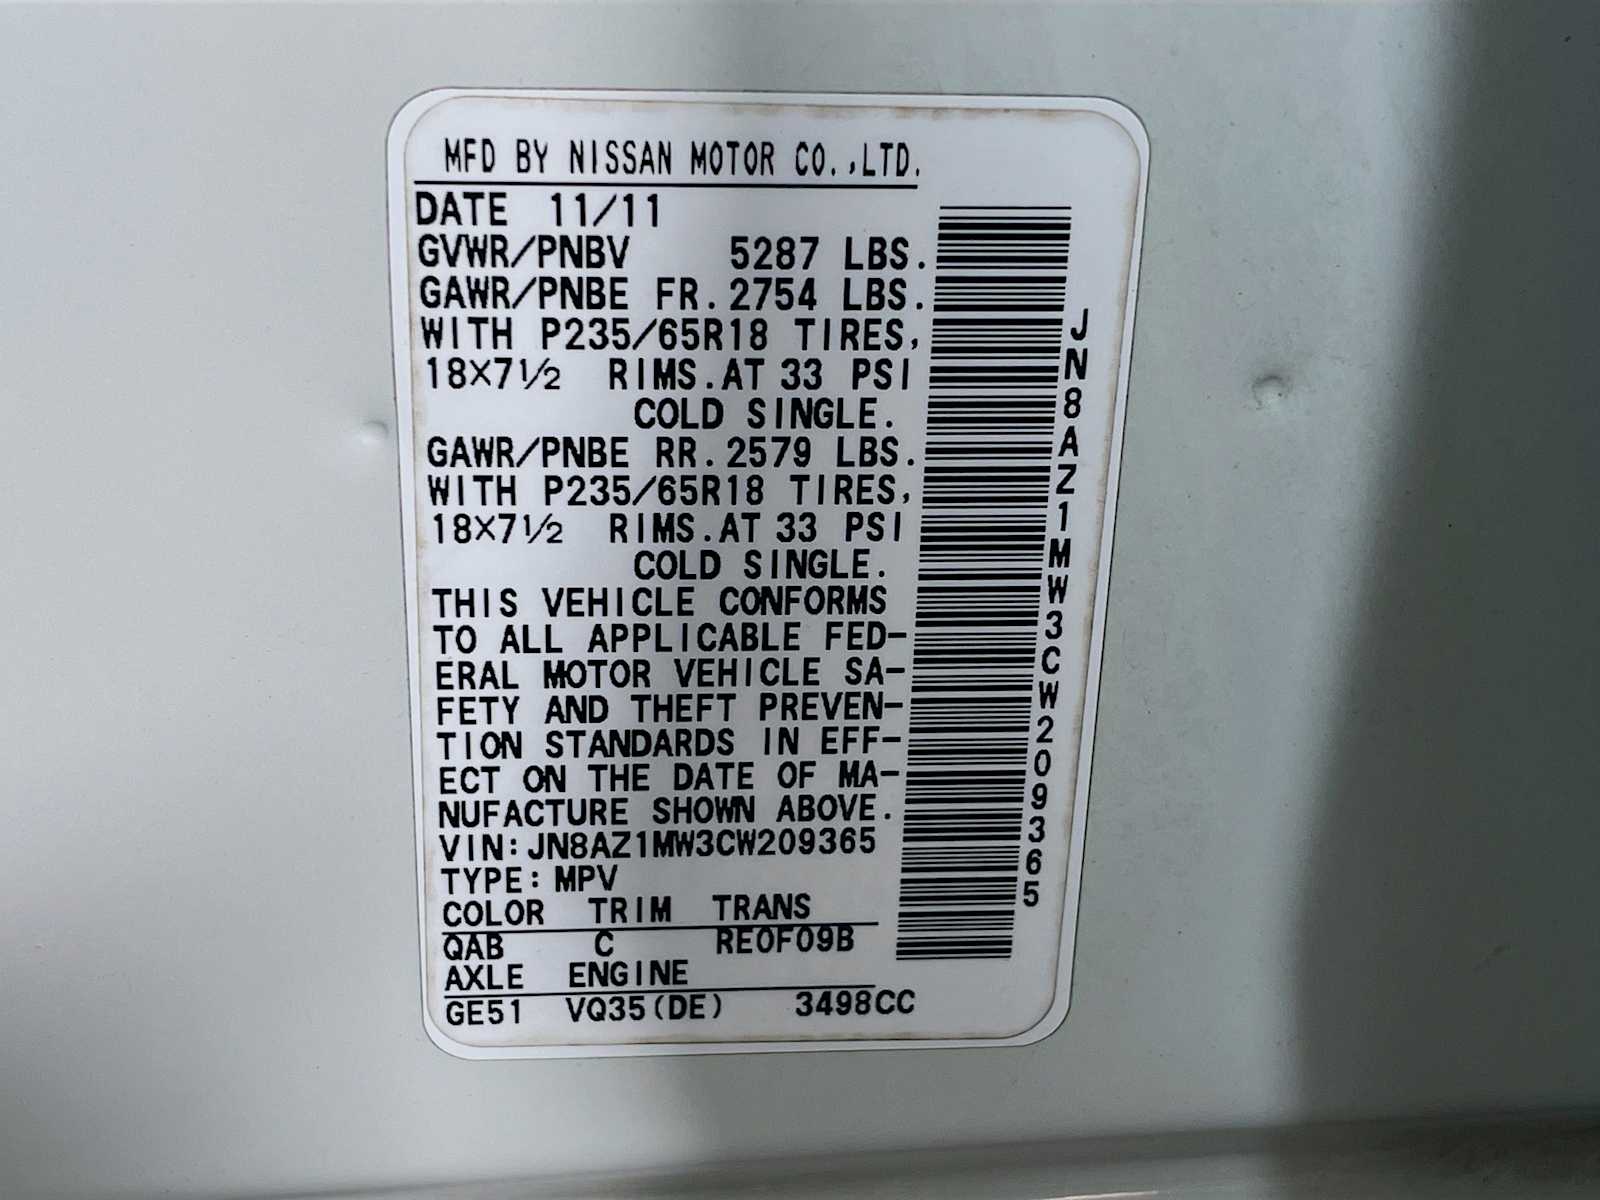 MFD BY NISSAN MOTOR CO.,LTD.
DATE 11/11
GVWR/PNBV 5287 LBS.
GAWR/PNBE FR.2754 LBS.
WITH P235/65R18 TIRES,
18×7½ RIMS.AT 33 PSI
COLD SINGLE.
GAWR/PNBE RR.2579 LBS.
WITH P235/65R18 TIRES,
18×7½ RIMS.AT 33 PSI
COLD SINGLE.
THIS VEHICLE CONFORMS
TO ALL APPLICABLE FED-
ERAL MOTOR VEHICLE SA-
FETY AND THEFT PREVEN-
TION STANDARDS IN EFF-
ECT ON THE DATE OF MA-
NUFACTURE SHOWN ABOVE.
VIN:JN8AZ1MW3CW209365
TYPE:MPV
COLOR TRIM TRANS
QAB C RE0F09B
AXLE ENGINE
GE51 VQ35(DE) 3498CC
JN8AZ1MW3CW209365